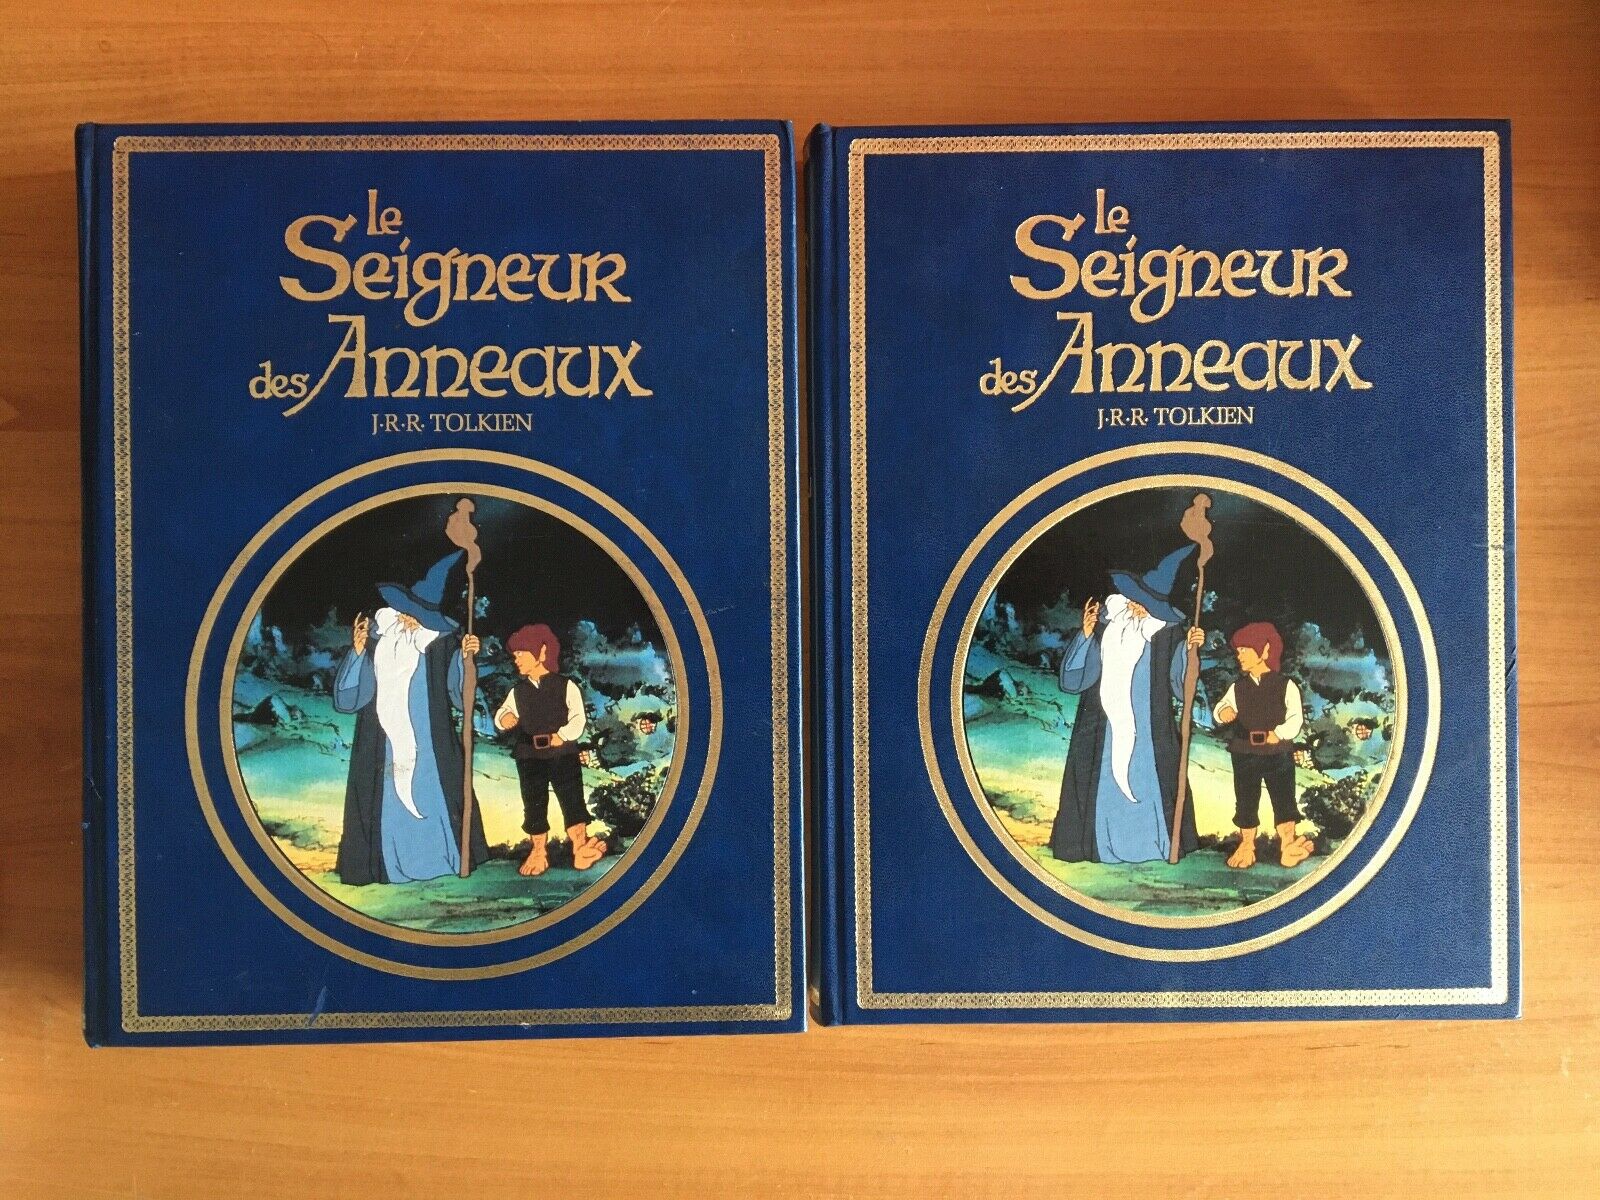 Le
Seigneur
des Anneaux
J·R·R· TOLKIEN
Le
Seigneur
des Anneaux
J·R·R· TOLKIEN